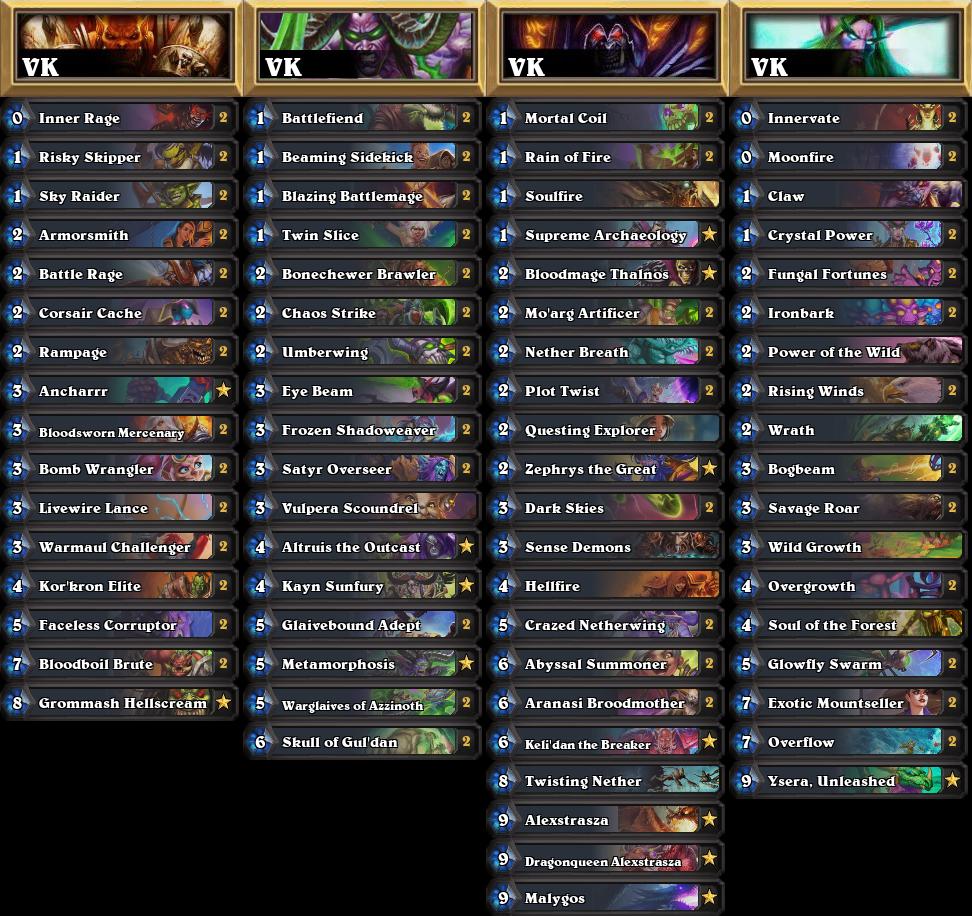 VK
0 Inner Rage 2
1 Risky Skipper 2
1 Sky Raider 2
2 Armorsmith 2
2 Battle Rage 2
2 Corsair Cache 2
2 Rampage 2
3 Ancharrr
3 Bloodsworn Mercenary 2
3 Bomb Wrangler 2
3 Livewire Lance 2
3 Warmaul Challenger 2
4 Kor'kron Elite 2
5 Faceless Corruptor 2
7 Bloodboil Brute 2
8 Grommash Hellscream
VK
1 Battlefiend 2
1 Beaming Sidekick 2
1 Blazing Battlemage 2
1 Twin Slice 2
2 Bonechewer Brawler 2
2 Chaos Strike 2
2 Umberwing 2
3 Eye Beam 2
3 Frozen Shadoweaver 2
3 Satyr Overseer 2
3 Vulpera Scoundrel
4 Altruis the Outcast
4 Kayn Sunfury
5 Glaivebound Adept 2
5 Metamorphosis
5 Warglaives of Azzinoth 2
6 Skull of Gul'dan 2
VK
1 Mortal Coil 2
1 Rain of Fire 2
1 Soulfire
1 Supreme Archaeology
2 Bloodmage Thalnos
2 Mo'arg Artificer 2
2 Nether Breath 2
2 Plot Twist 2
2 Questing Explorer
2 Zephrys the Great
3 Dark Skies 2
3 Sense Demons
4 Hellfire
5 Crazed Netherwing 2
6 Abyssal Summoner 2
6 Aranasi Broodmother 2
6 Keli'dan the Breaker
8 Twisting Nether
9 Alexstrasza
9 Dragonqueen Alexstrasza
9 Malygos
VK
0 Innervate 2
0 Moonfire 2
1 Claw
1 Crystal Power 2
2 Fungal Fortunes 2
2 Ironbark 2
2 Power of the Wild
2 Rising Winds 2
2 Wrath
3 Bogbeam 2
3 Savage Roar 2
3 Wild Growth
4 Overgrowth 2
4 Soul of the Forest
5 Glowfly Swarm 2
7 Exotic Mountseller 2
7 Overflow 2
9 Ysera, Unleashed